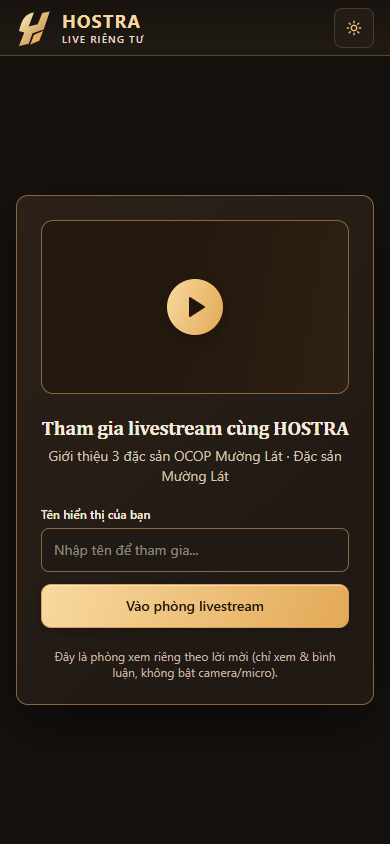 HOSTRA
LIVE RIÊNG TƯ
Tham gia livestream cùng HOSTRA
Giới thiệu 3 đặc sản OCOP Mường Lát · Đặc sản
Mường Lát
Tên hiển thị của bạn
Nhập tên để tham gia...
Vào phòng livestream
Đây là phòng xem riêng theo lời mời (chỉ xem & bình
luận, không bật camera/micro).